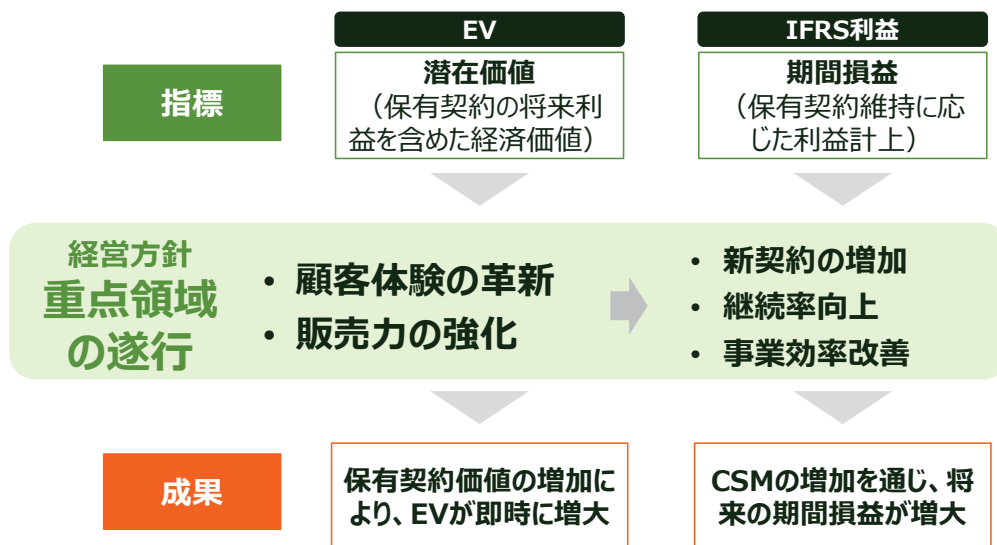 EV
IFRS利益
指標
潜在価値
（保有契約の将来利
益を含めた経済価値）
期間損益
（保有契約維持に応
じた利益計上）
経営方針
重点領域
の遂行
• 顧客体験の革新
• 販売力の強化
• 新契約の増加
• 継続率向上
• 事業効率改善
成果
保有契約価値の増加に
より、EVが即時に増大
CSMの増加を通じ、将
来の期間損益が増大